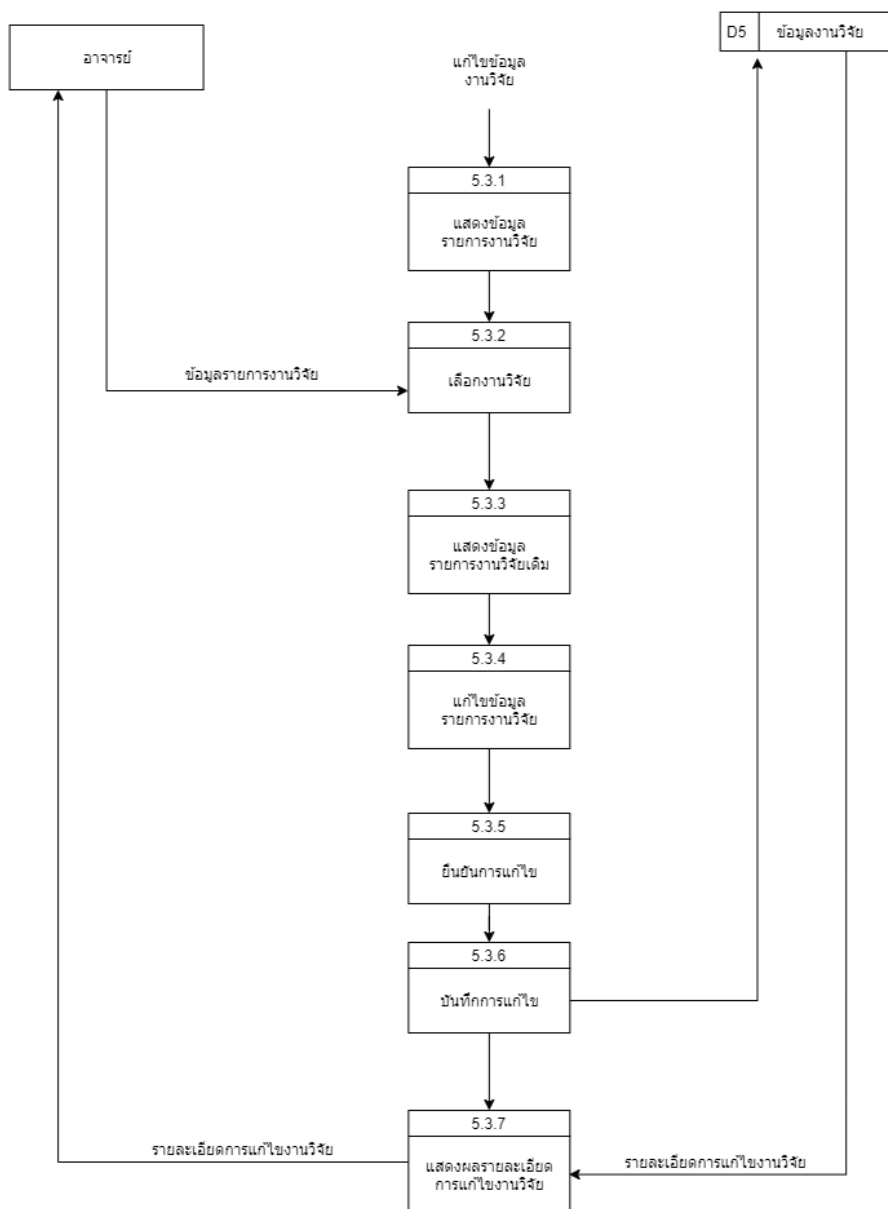 อาจารย์
D5
ข้อมูลงานวิจัย
แก้ไขข้อมูล
งานวิจัย
5.3.1
แสดงข้อมูล
รายการงานวิจัย
5.3.2
เลือกงานวิจัย
ข้อมูลรายการงานวิจัย
5.3.3
แสดงข้อมูล
รายการงานวิจัยเดิม
5.3.4
แก้ไขข้อมูล
รายการงานวิจัย
5.3.5
ยืนยันการแก้ไข
5.3.6
บันทึกการแก้ไข
5.3.7
แสดงผลรายละเอียด
การแก้ไขงานวิจัย
รายละเอียดการแก้ไขงานวิจัย
รายละเอียดการแก้ไขงานวิจัย